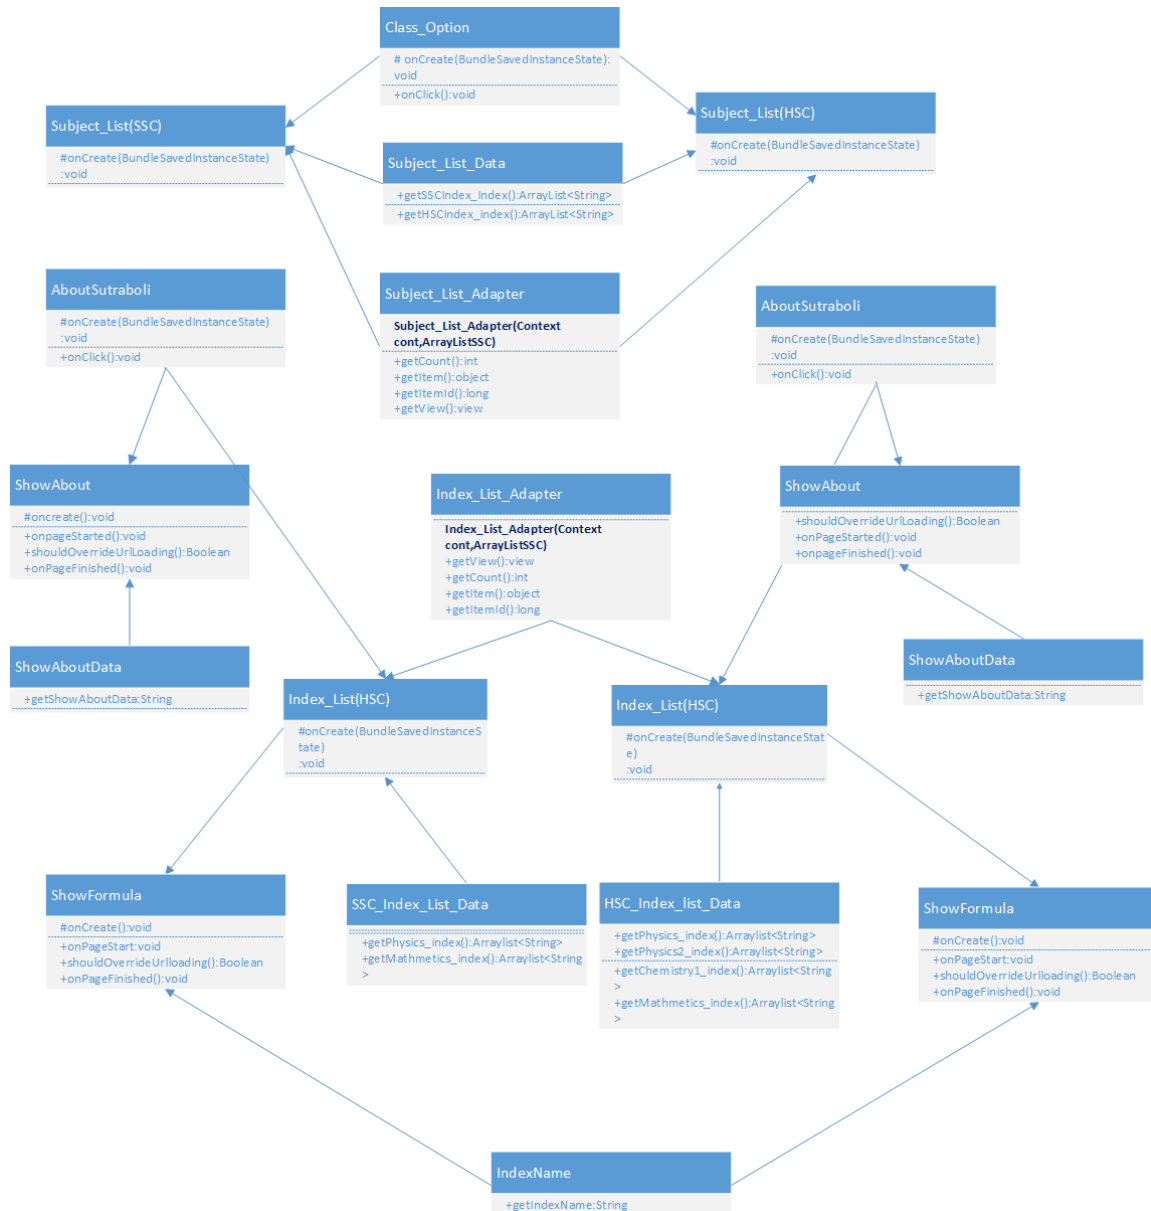 Class_Option
# onCreate(BundleSavedInstanceState):
void
+onClick():void
Subject_List(SSC)
#onCreate(BundleSavedInstanceState)
:void
Subject_List(HSC)
#onCreate(BundleSavedInstanceState)
:void
Subject_List_Data
+getSSCIndex_Index():ArrayList<String>
+getHSCIndex_index():ArrayList<String>
AboutSutraboli
#onCreate(BundleSavedInstanceState)
:void
+onClick():void
Subject_List_Adapter
Subject_List_Adapter(Context
cont,ArrayListSSC)
+getCount():int
+getItem():object
+getItemId():long
+getView():view
AboutSutraboli
#onCreate(BundleSavedInstanceState)
:void
+onClick():void
ShowAbout
#oncreate():void
+onpageStarted():void
+shouldOverrideUrlLoading():Boolean
+onPageFinished():void
Index_List_Adapter
Index_List_Adapter(Context
cont,ArrayListSSC)
+getView():view
+getCount():int
+getItem():object
+getItemId():long
ShowAbout
+shouldOverrideUrlLoading():Boolean
+onPageStarted():void
+onpageFinished():void
ShowAboutData
+getShowAboutData:String
ShowAboutData
+getShowAboutData:String
Index_List(HSC)
#onCreate(BundleSavedInstanceS
tate)
:void
Index_List(HSC)
#onCreate(BundleSavedInstanceStat
e)
:void
ShowFormula
#onCreate():void
+onPageStart:void
+shouldOverrideUrlloading():Boolean
+onPageFinished():void
SSC_Index_List_Data
+getPhysics_index():Arraylist<String>
+getMathmetics_index():Arraylist<String
>
HSC_Index_list_Data
+getPhysics_index():Arraylist<String>
+getPhysics2_index():Arraylist<String>
+getChemistry1_index():Arraylist<String
>
+getMathmetics_index():Arraylist<String
>
ShowFormula
#onCreate():void
+onPageStart:void
+shouldOverrideUrlloading():Boolean
+onPageFinished():void
IndexName
+getIndexName:String